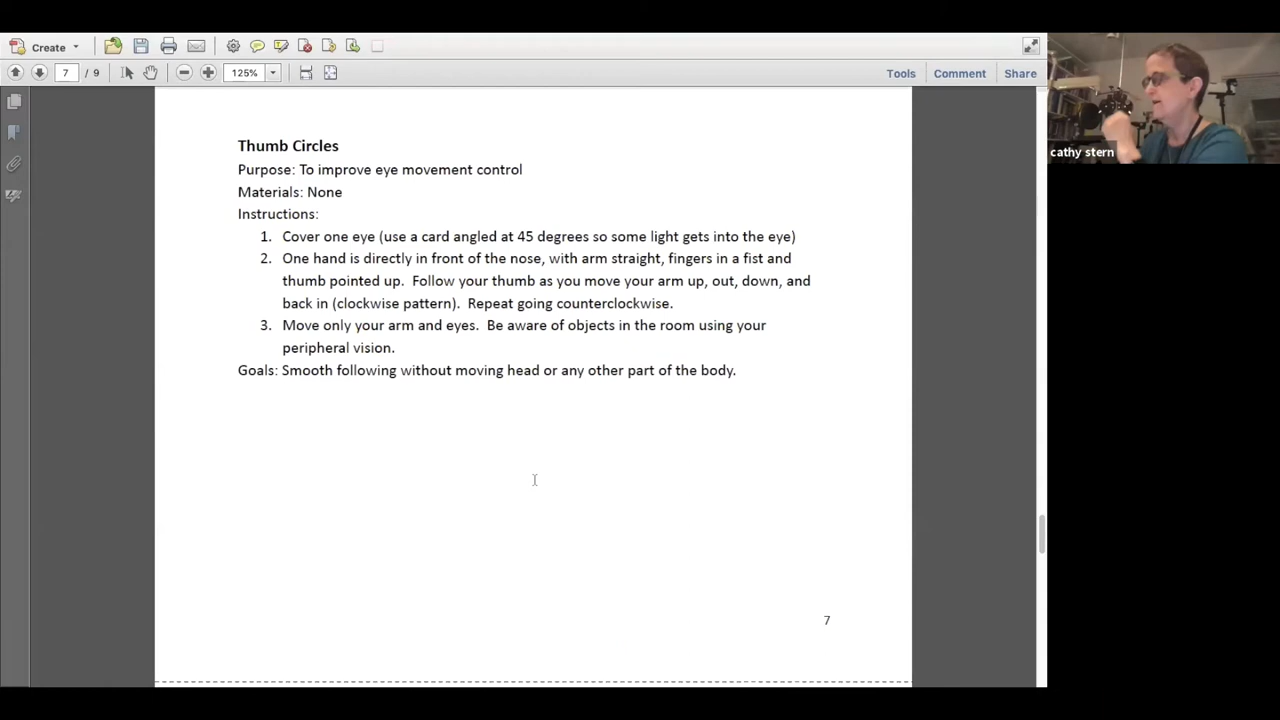 Create
7 / 9
125%
Tools
Comment
Share
cathy stern
Thumb Circles
Purpose: To improve eye movement control
Materials: None
Instructions:
1. Cover one eye (use a card angled at 45 degrees so some light gets into the eye)
2. One hand is directly in front of the nose, with arm straight, fingers in a fist and
thumb pointed up. Follow your thumb as you move your arm up, out, down, and
back in (clockwise pattern). Repeat going counterclockwise.
3. Move only your arm and eyes. Be aware of objects in the room using your
peripheral vision.
Goals: Smooth following without moving head or any other part of the body.
7